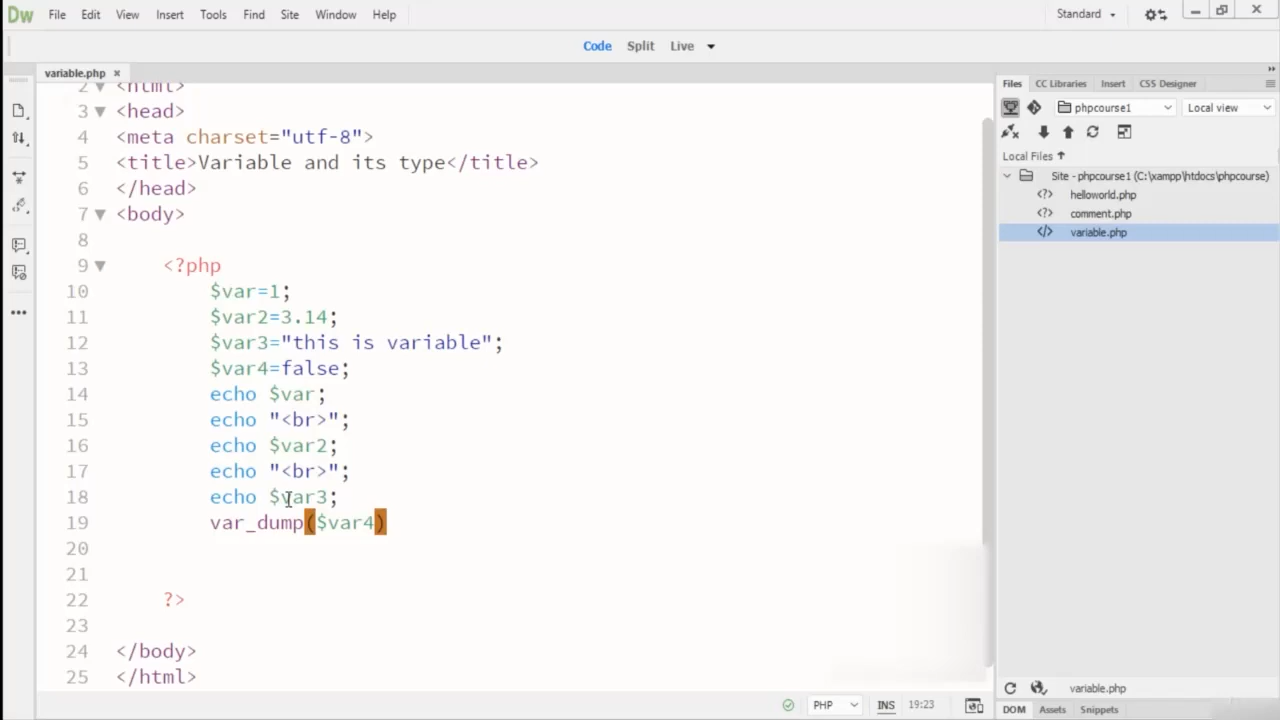 Dw File Edit View Insert Tools Find Site Window Help Standard
Code Split Live
variable.php ×
Files CC Libraries Insert CSS Designer
phpcourse1 Local view
Local Files
Site - phpcourse1 (C:\xampp\htdocs\phpcourse)
helloworld.php
comment.php
variable.php
2 <html>
3 <head>
4 <meta charset="utf-8">
5 <title>Variable and its type</title>
6 </head>
7 <body>
8
9 <?php
10 $var=1;
11 $var2=3.14;
12 $var3="this is variable";
13 $var4=false;
14 echo $var;
15 echo "<br>";
16 echo $var2;
17 echo "<br>";
18 echo $var3;
19 var_dump($var4)
20
21
22 ?>
23
24 </body>
25 </html>
PHP INS 19:23
variable.php
DOM Assets Snippets